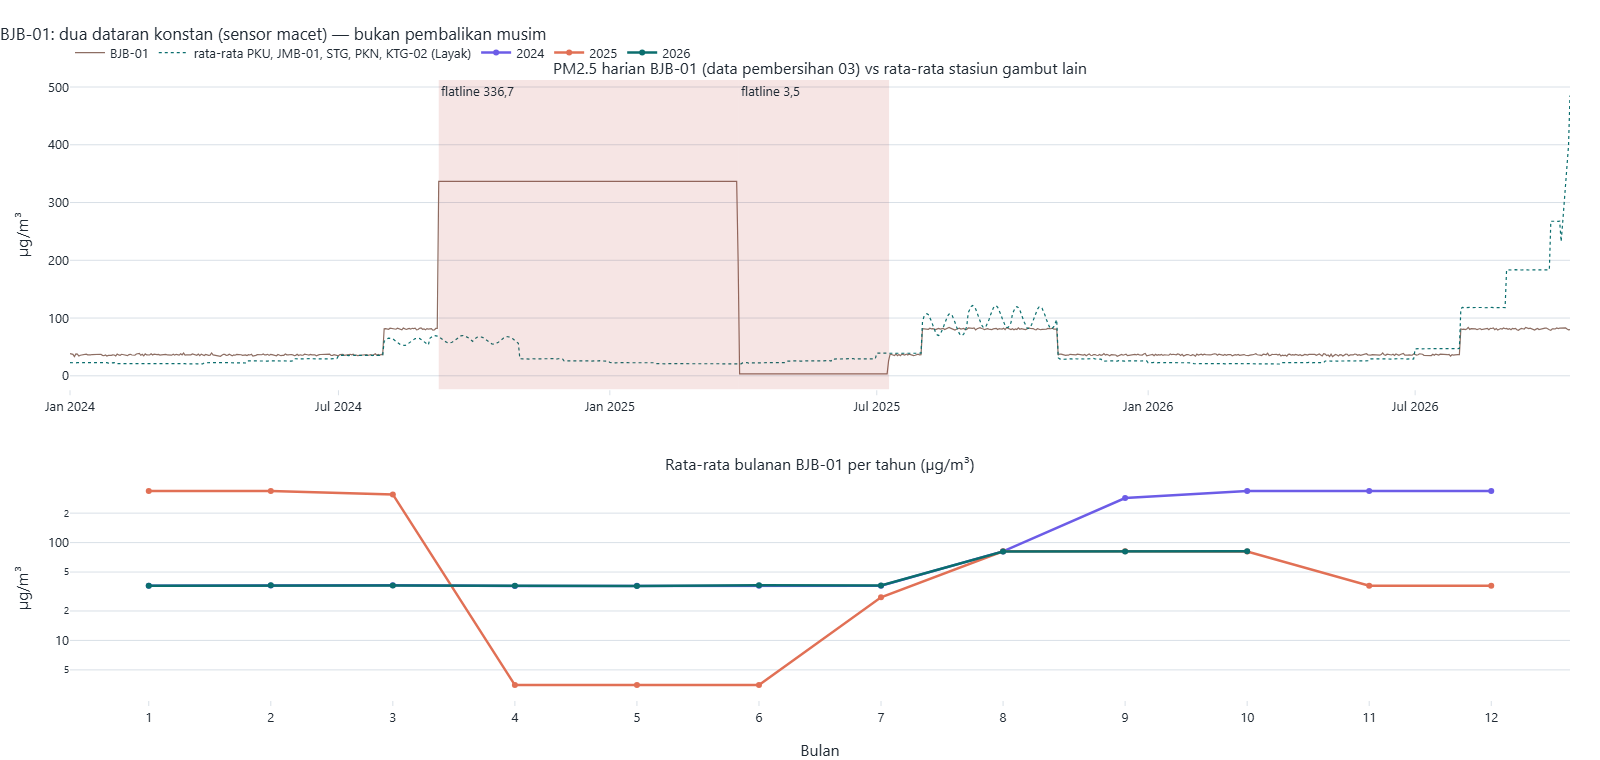 BJB-01: dua dataran konstan (sensor macet) — bukan pembalikan musim
BJB-01 rata-rata PKU, JMB-01, STG, PKN, KTG-02 (Layak) 2024 2025 2026
PM2.5 harian BJB-01 (data pembersihan 03) vs rata-rata stasiun gambut lain
flatline 336,7 flatline 3,5
500
400
300
200
100
0
µg/m³
Jan 2024 Jul 2024 Jan 2025 Jul 2025 Jan 2026 Jul 2026
Rata-rata bulanan BJB-01 per tahun (µg/m³)
2
100
5
2
10
5
µg/m³
1 2 3 4 5 6 7 8 9 10 11 12
Bulan